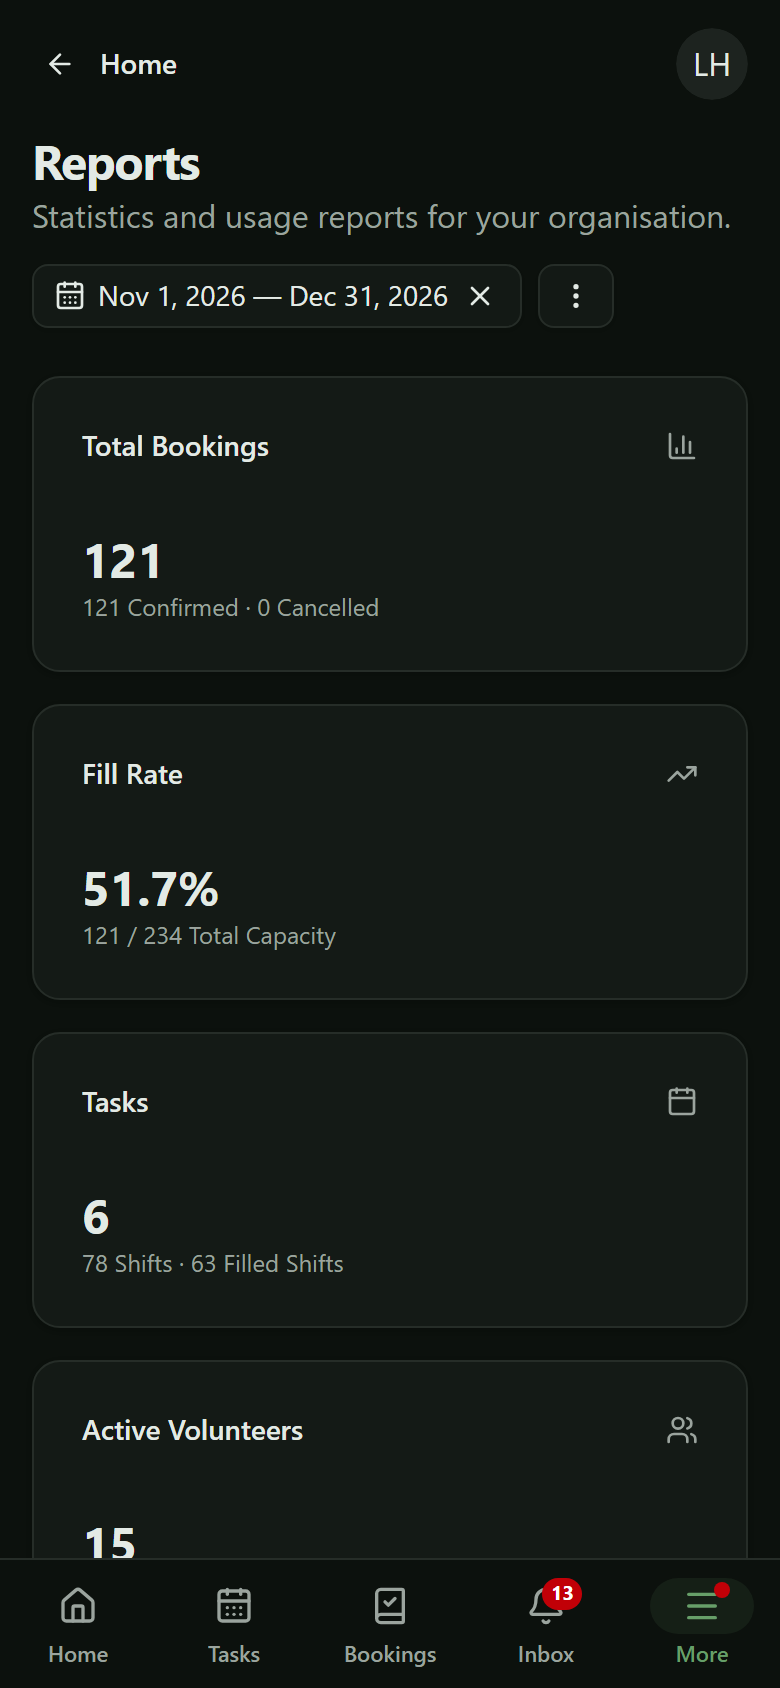 Home
LH
Reports
Statistics and usage reports for your organisation.
Nov 1, 2026 — Dec 31, 2026
Total Bookings
121
121 Confirmed · 0 Cancelled
Fill Rate
51.7%
121 / 234 Total Capacity
Tasks
6
78 Shifts · 63 Filled Shifts
Active Volunteers
15
13
Home
Tasks
Bookings
Inbox
More